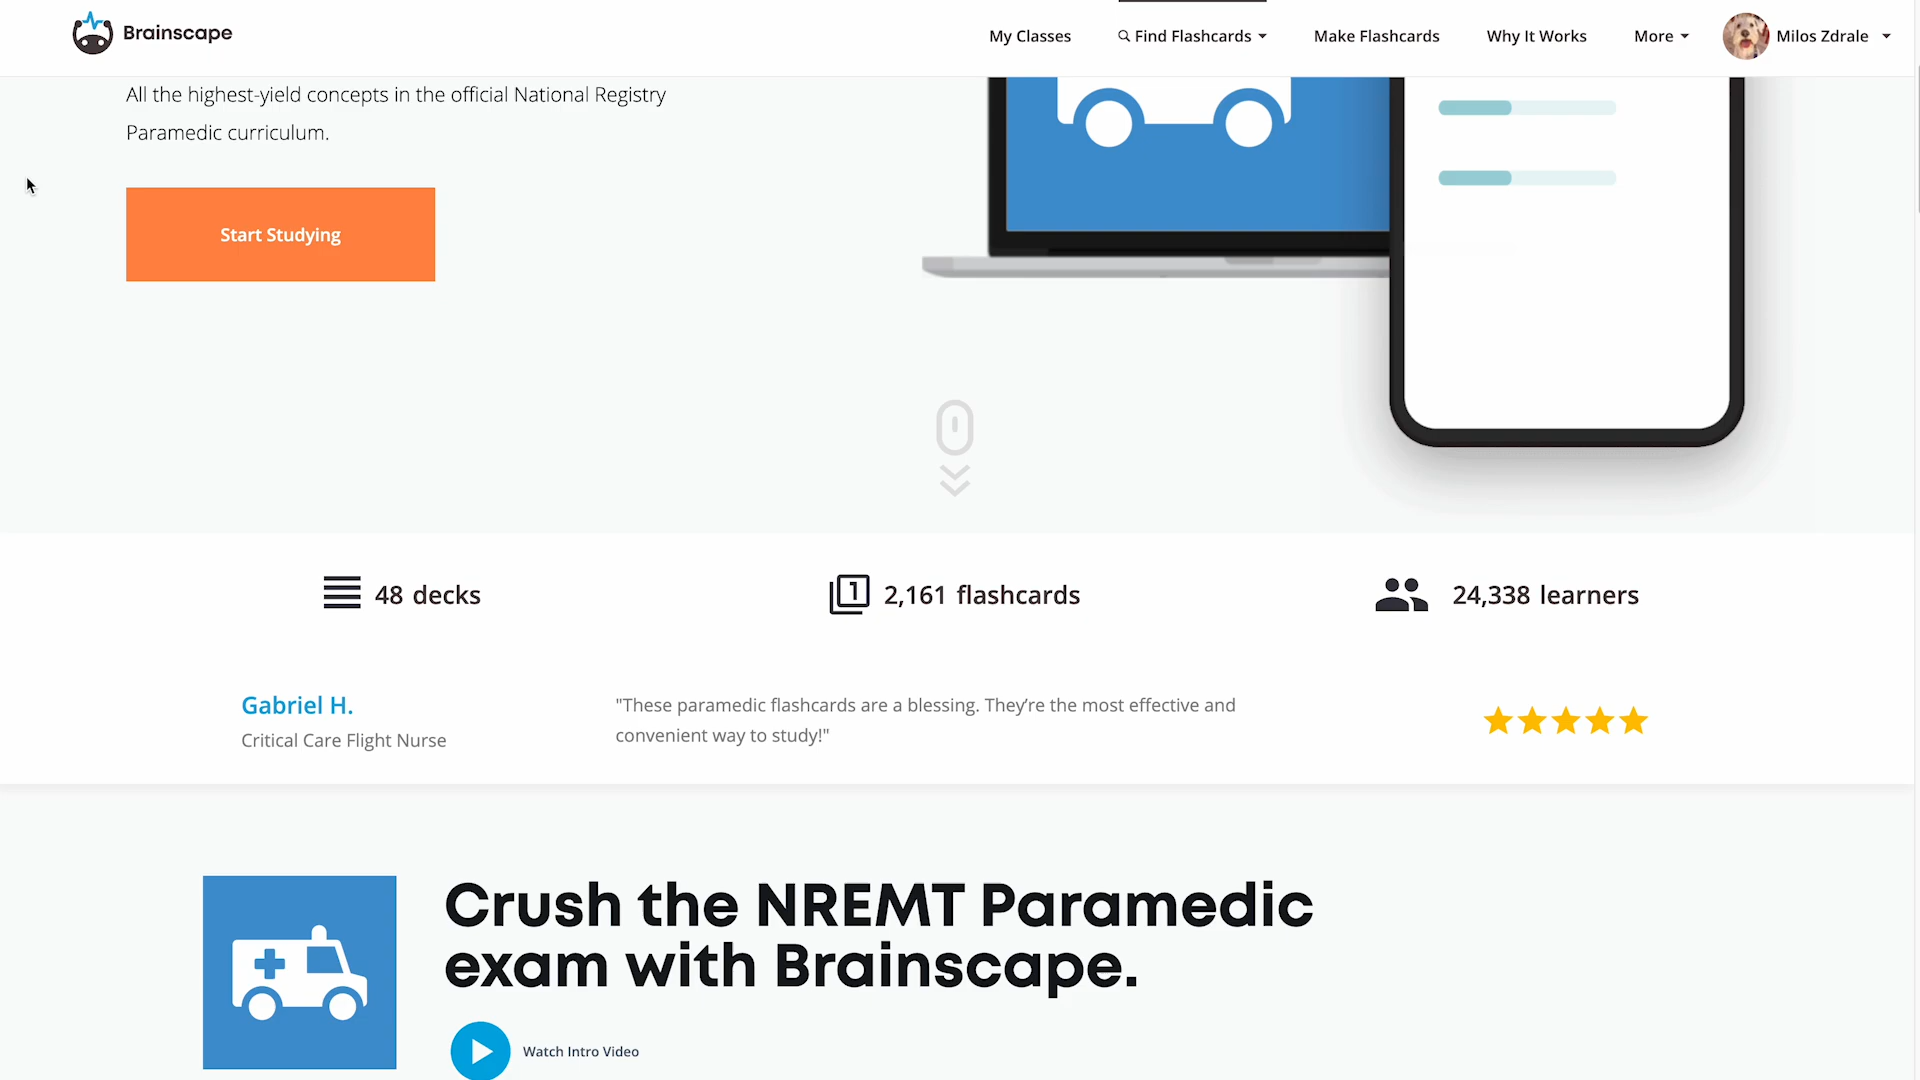 Brainscape
My Classes
Find Flashcards
Make Flashcards
Why It Works
More
Milos Zdrale
All the highest-yield concepts in the official National Registry
Paramedic curriculum.
Start Studying
48 decks
1
2,161 flashcards
24,338 learners
Gabriel H.
Critical Care Flight Nurse
"These paramedic flashcards are a blessing. They’re the most effective and
convenient way to study!"
Crush the NREMT Paramedic
exam with Brainscape.
Watch Intro Video